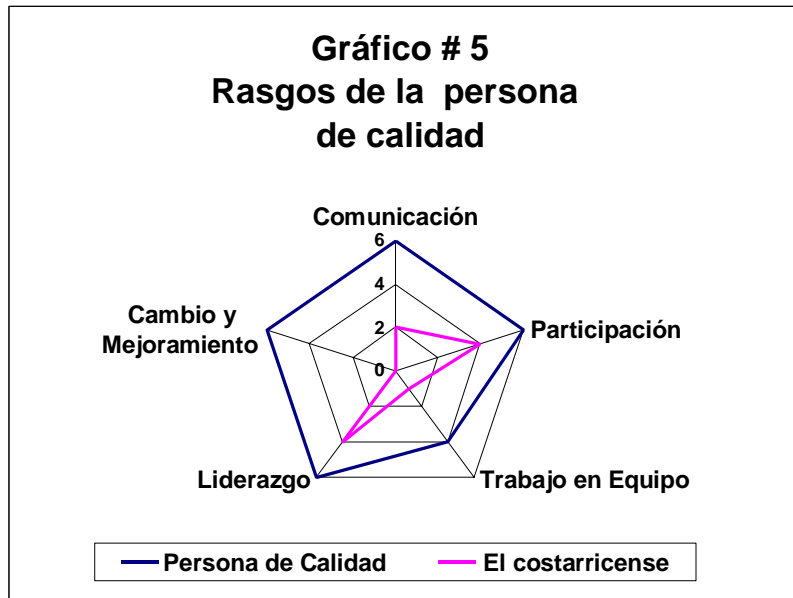 Gráfico # 5
Rasgos de la persona
de calidad
Comunicación
6
4
2
0
Participación
Cambio y
Mejoramiento
Liderazgo
Trabajo en Equipo
Persona de Calidad
El costarricense